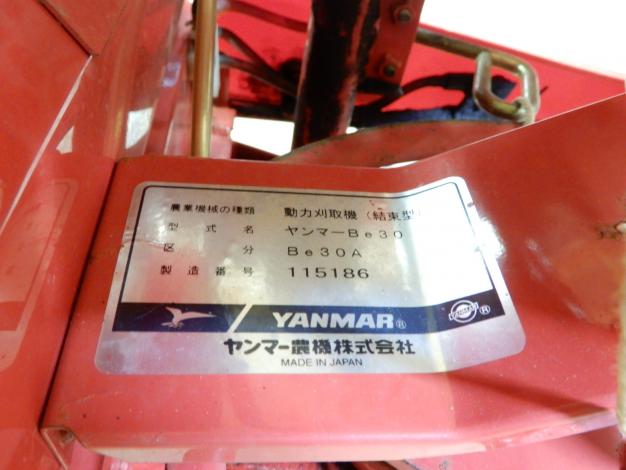 農業機械の種類 動力刈取機(結束型)
型式名 ヤンマーBe30
区分 Be30A
製造番号 115186
YANMAR®
ヤンマー農機株式会社
MADE IN JAPAN